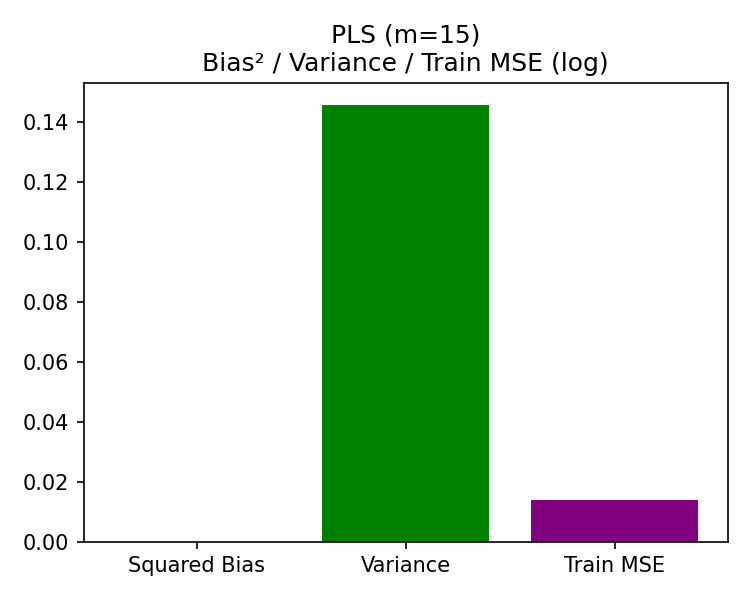 PLS (m=15)
Bias² / Variance / Train MSE (log)
0.14
0.12
0.10
0.08
0.06
0.04
0.02
0.00
Squared Bias Variance Train MSE